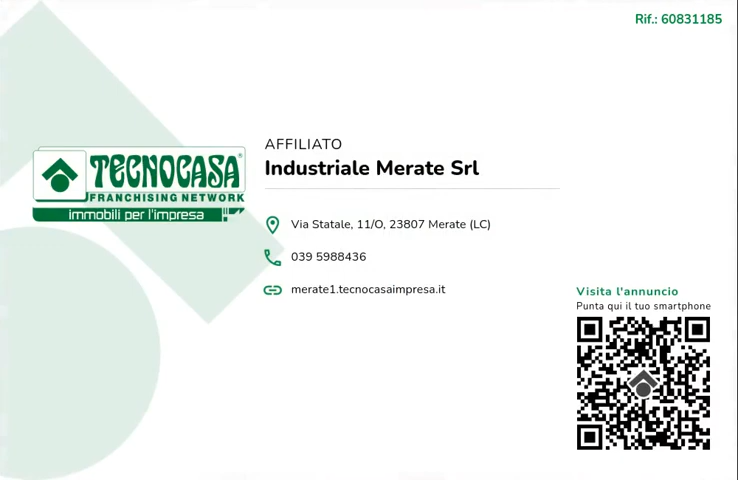 Rif.: 60831185
AFFILIATO
Industriale Merate Srl
TECNOCASA®
FRANCHISING NETWORK
immobili per l'impresa
Via Statale, 11/O, 23807 Merate (LC)
039 5988436
merate1.tecnocasaimpresa.it
Visita l'annuncio
Punta qui il tuo smartphone